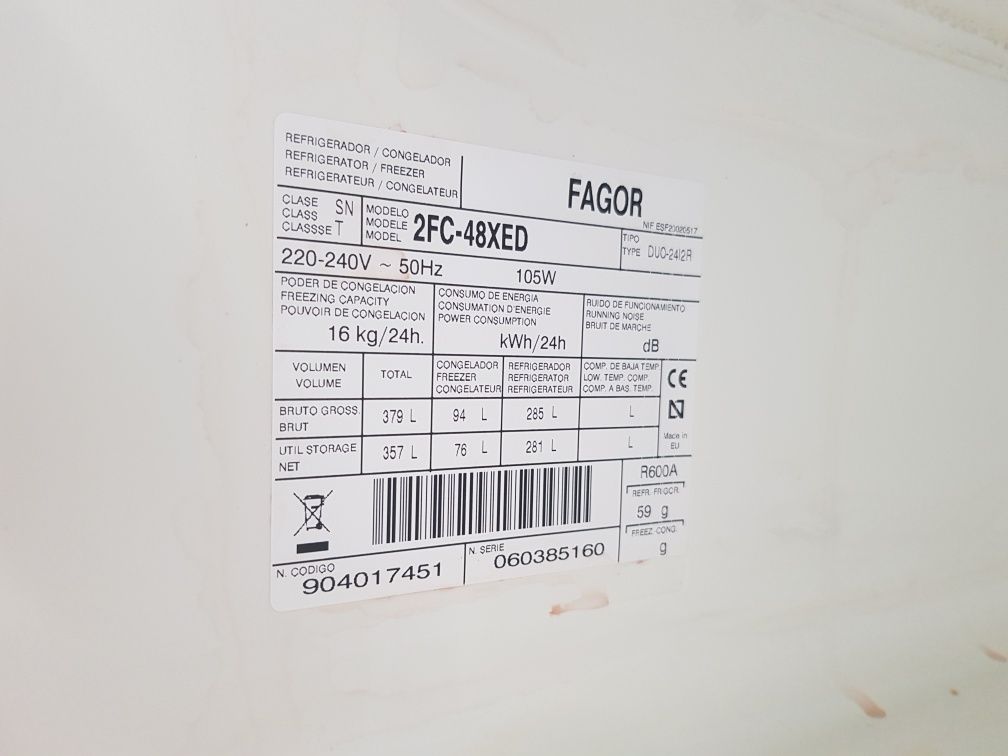 REFRIGERADOR / CONGELADOR
REFRIGERATOR / FREEZER
REFRIGERATEUR / CONGELATEUR
FAGOR
NIF ESF20020517
CLASE
CLASS
CLASSSE
SN
T
MODELO
MODELE
MODEL
2FC-48XED
TIPO
TYPE
DUO-24I2R
220-240V ~ 50Hz 105W
PODER DE CONGELACION
FREEZING CAPACITY
POUVOIR DE CONGELACION
16 kg/24h.
CONSUMO DE ENERGIA
CONSUMATION D'ENERGIE
POWER CONSUMPTION
kWh/24h
RUIDO DE FUNCIONAMIENTO
RUNNING NOISE
BRUIT DE MARCHE
dB
VOLUMEN
VOLUME
TOTAL
CONGELADOR
FREEZER
CONGELATEUR
REFRIGERADOR
REFRIGERATOR
REFRIGERATEUR
COMP. DE BAJA TEMP
LOW. TEMP. COMP.
COMP. A BAS. TEMP.
CE
N
BRUTO GROSS.
BRUT
379 L
94 L
285 L
L
Made in
EU
UTIL STORAGE
NET
357 L
76 L
281 L
L
R600A
REFR. FRIGOR.
59 g
FREEZ. CONG.
g
N. CODIGO
904017451
N. SERIE
060385160